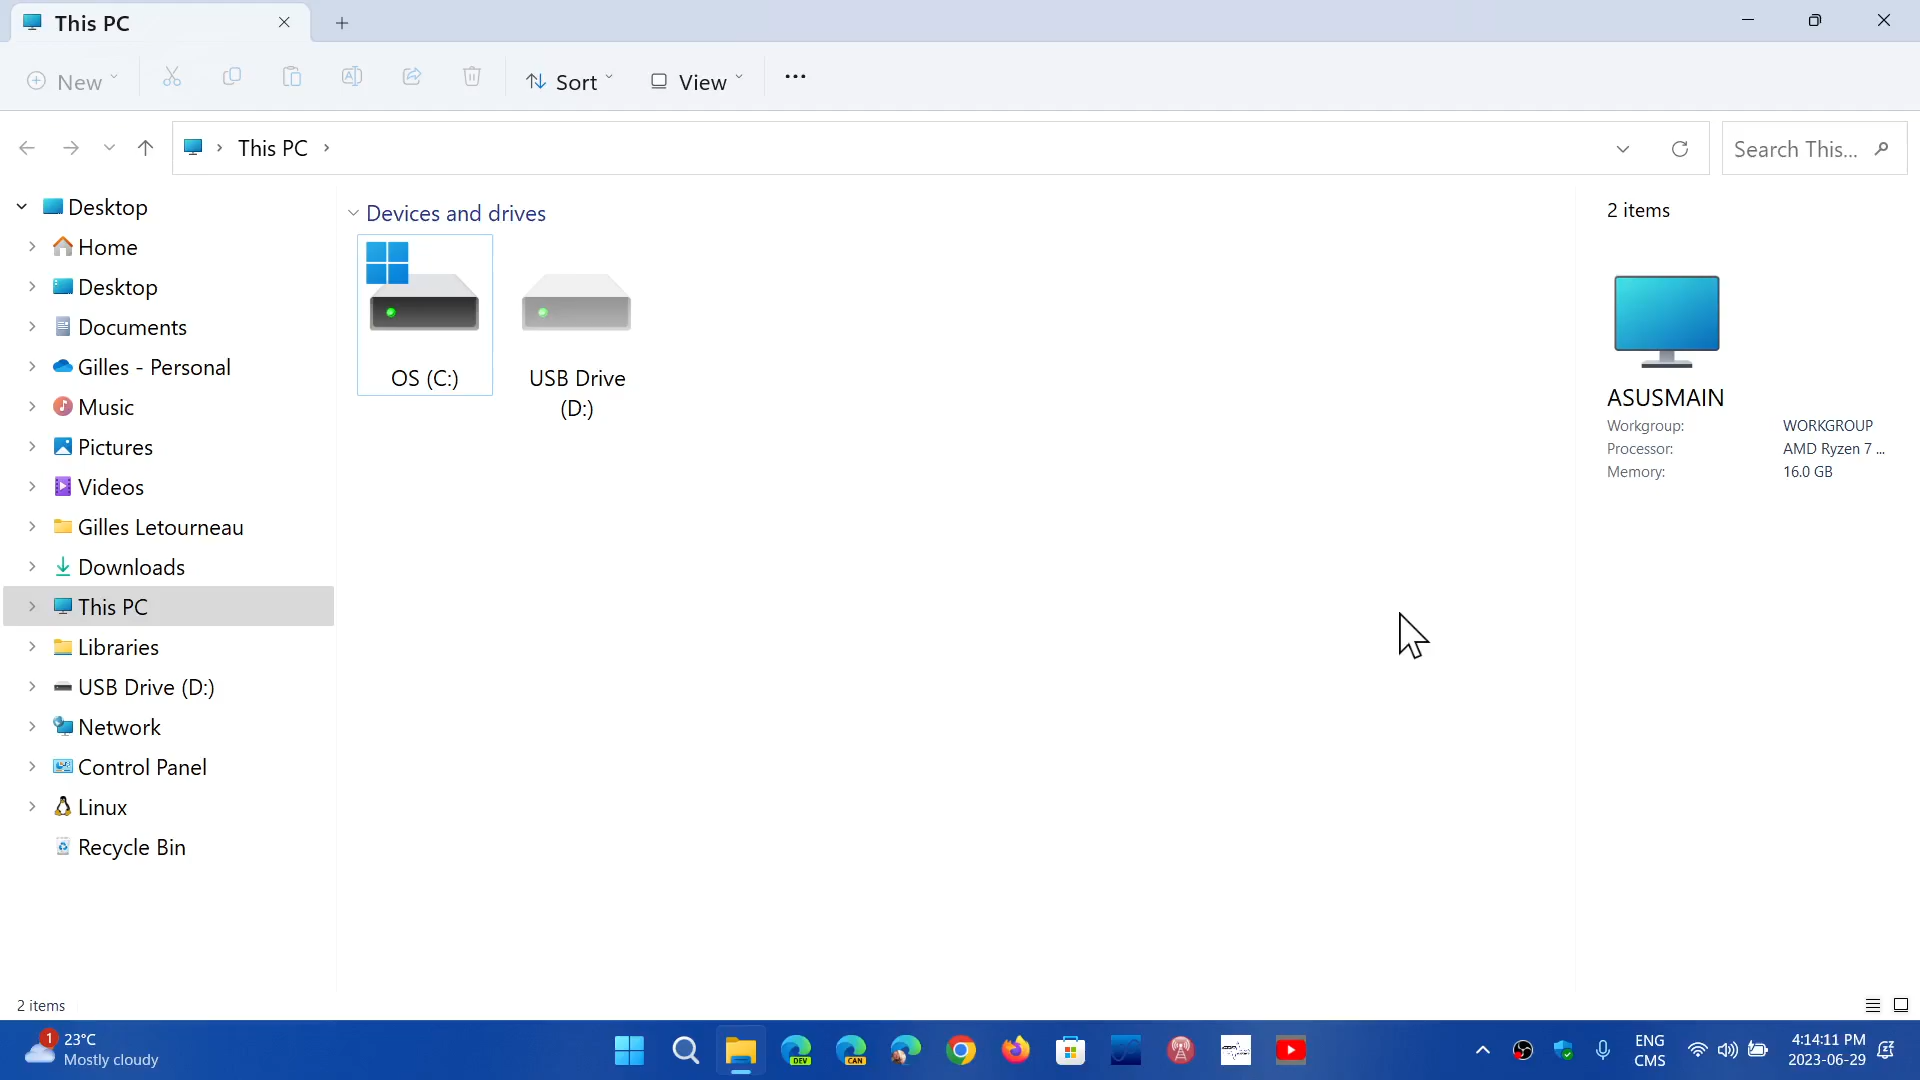 This PC
New
Sort
View
This PC
Search This...
Desktop
Home
Desktop
Documents
Gilles - Personal
Music
Pictures
Videos
Gilles Letourneau
Downloads
This PC
Libraries
USB Drive (D:)
Network
Control Panel
Linux
Recycle Bin
Devices and drives
OS (C:)
USB Drive
(D:)
2 items
ASUSMAIN
Workgroup: WORKGROUP
Processor: AMD Ryzen 7 ...
Memory: 16.0 GB
2 items
1
23°C
Mostly cloudy
DEV
CAN
ENG
CMS
4:14:11 PM
2023-06-29